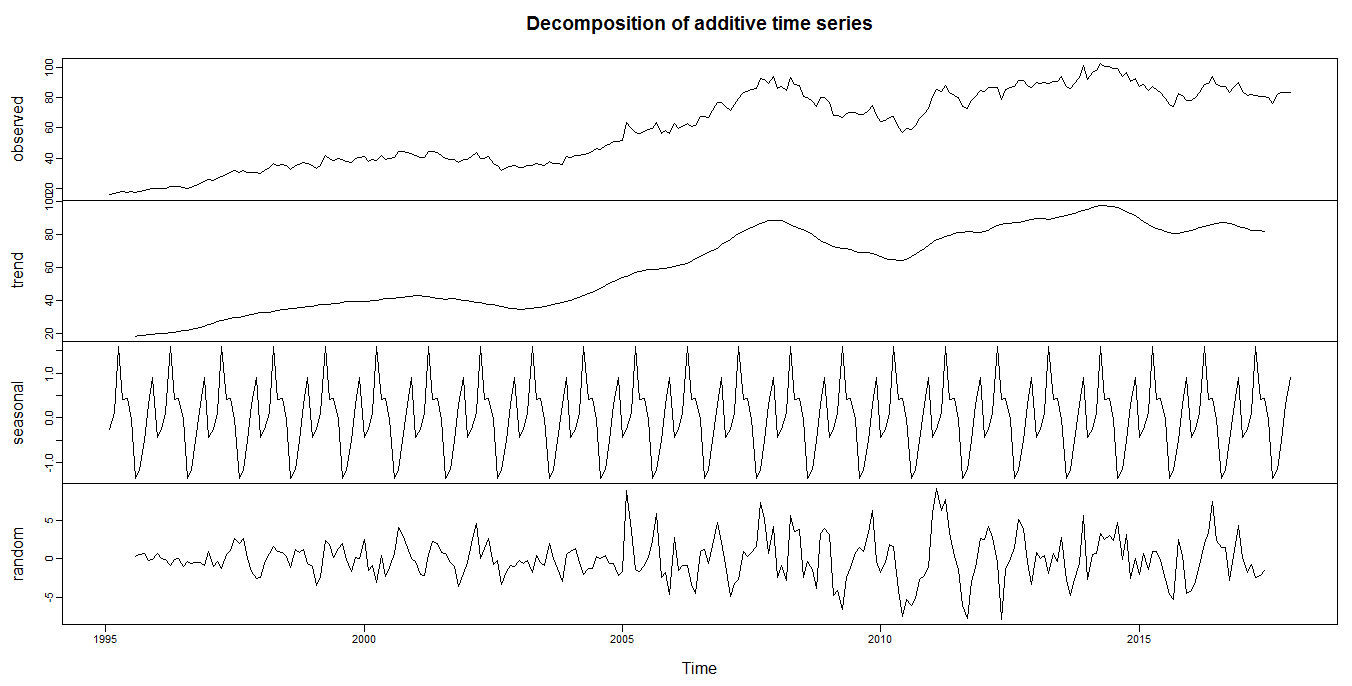 Decomposition of additive time series
observed
20 40 60 80 100
trend
20 40 60 80 100
seasonal
-1.0 0.0 1.0
random
-5 0 5
1995 2000 2005 2010 2015
Time